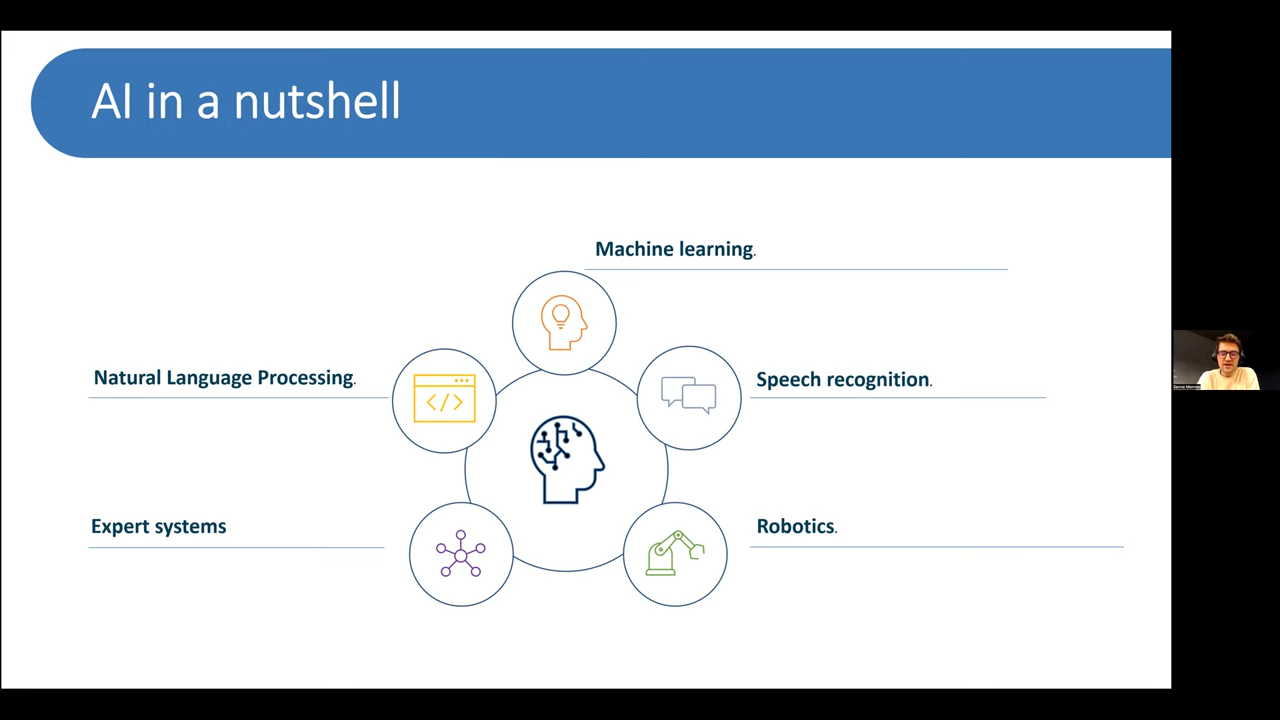 AI in a nutshell
Machine learning.
Natural Language Processing.
Speech recognition.
</>
Expert systems
Robotics.